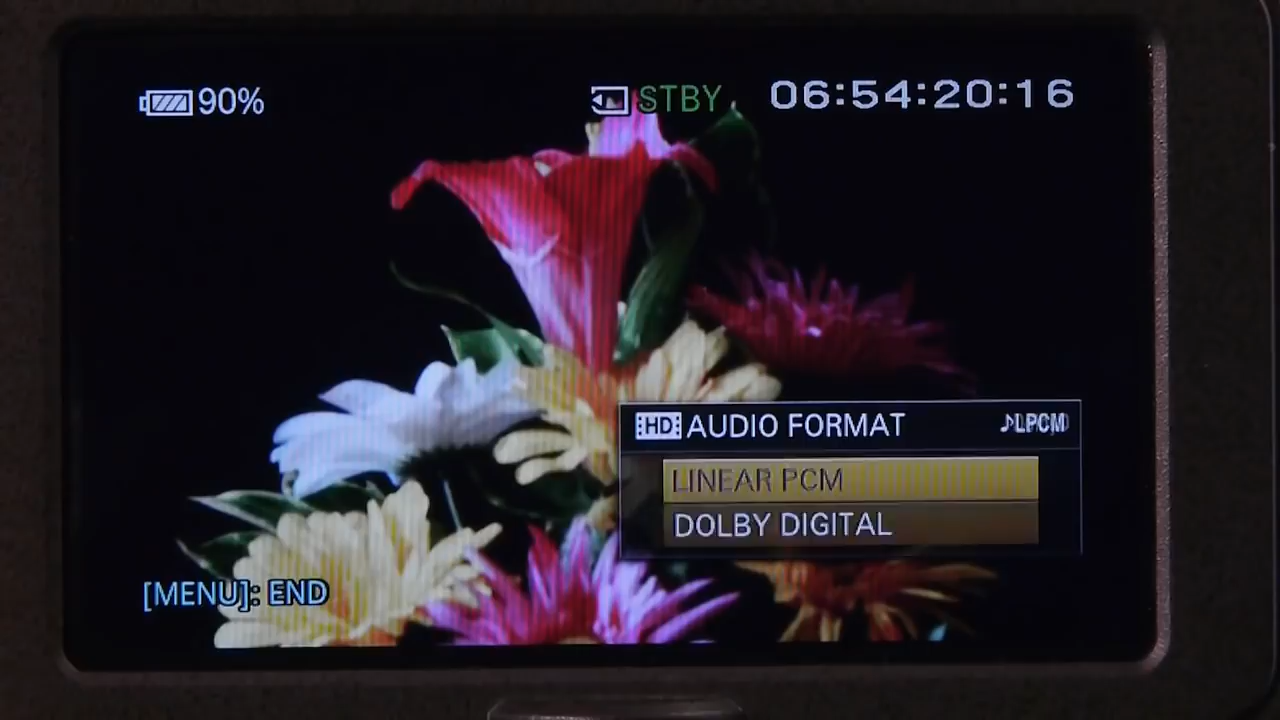 90%
STBY
06:54:20:16
HD AUDIO FORMAT
♪LPCM
LINEAR PCM
DOLBY DIGITAL
[MENU]: END